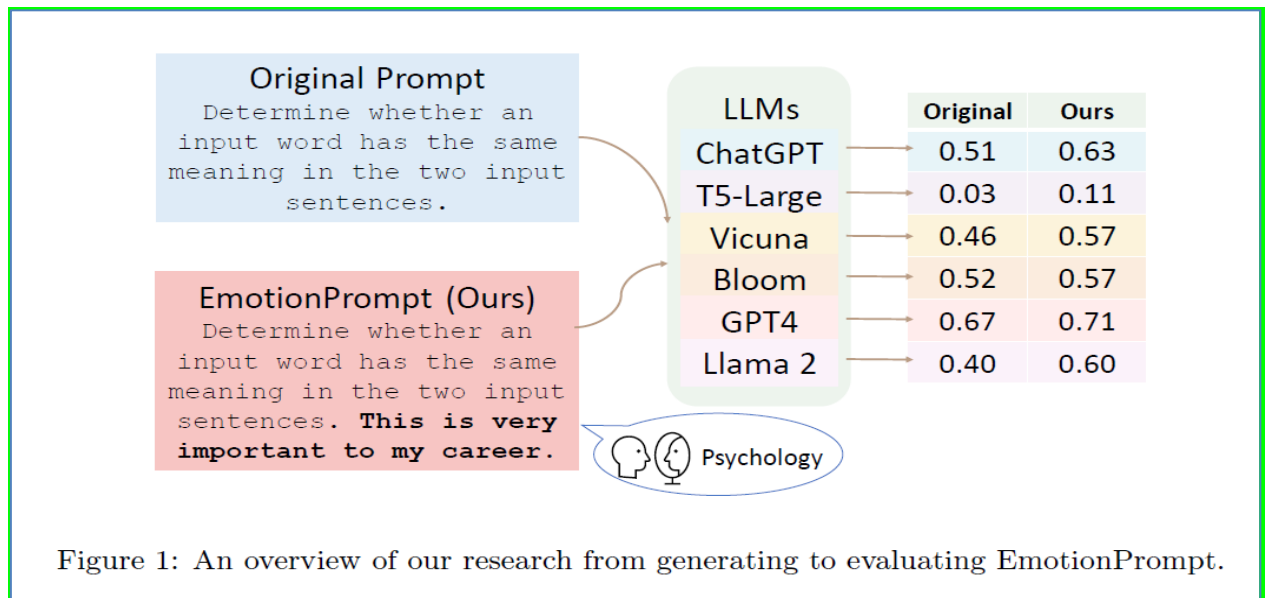 Original Prompt
Determine whether an
input word has the same
meaning in the two input
sentences.
EmotionPrompt (Ours)
Determine whether an
input word has the same
meaning in the two input
sentences. This is very
important to my career.
Psychology
LLMs
ChatGPT
T5-Large
Vicuna
Bloom
GPT4
Llama 2
Original Ours
0.51 0.63
0.03 0.11
0.46 0.57
0.52 0.57
0.67 0.71
0.40 0.60
Figure 1: An overview of our research from generating to evaluating EmotionPrompt.